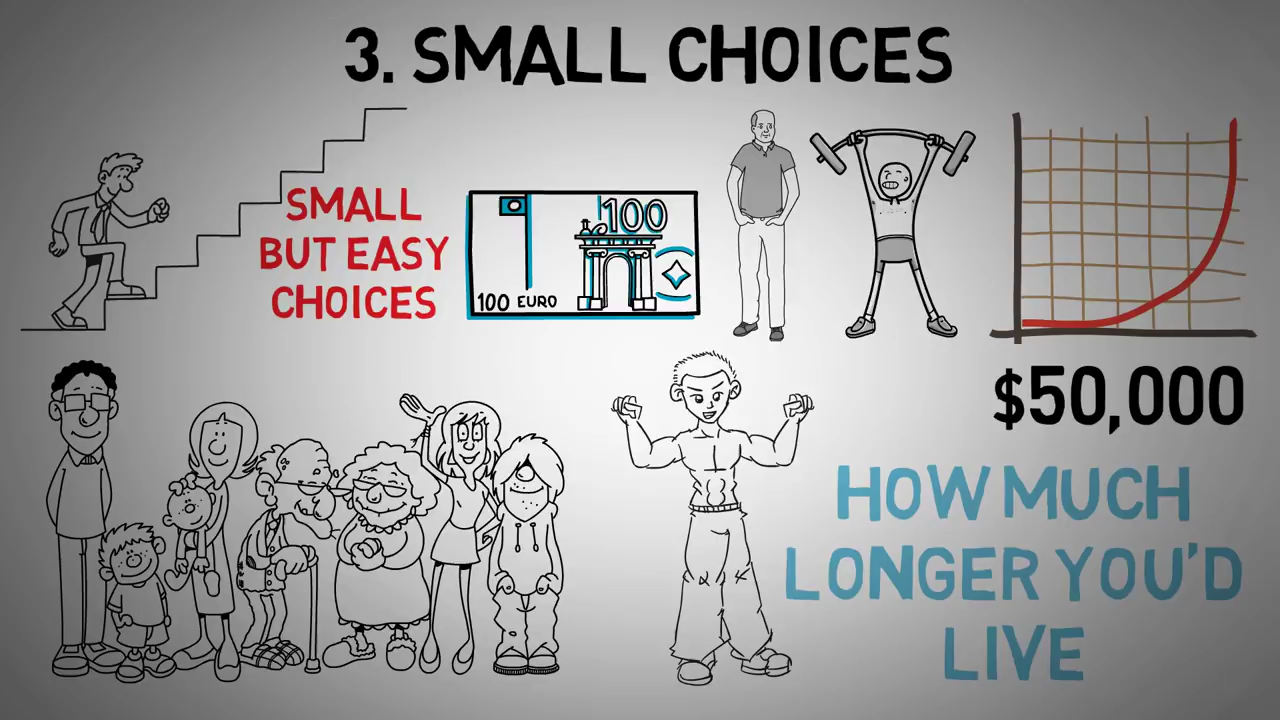 3. SMALL CHOICES
SMALL
BUT EASY
CHOICES
100
100 EURO
$50,000
HOW MUCH
LONGER YOU'D
LIVE